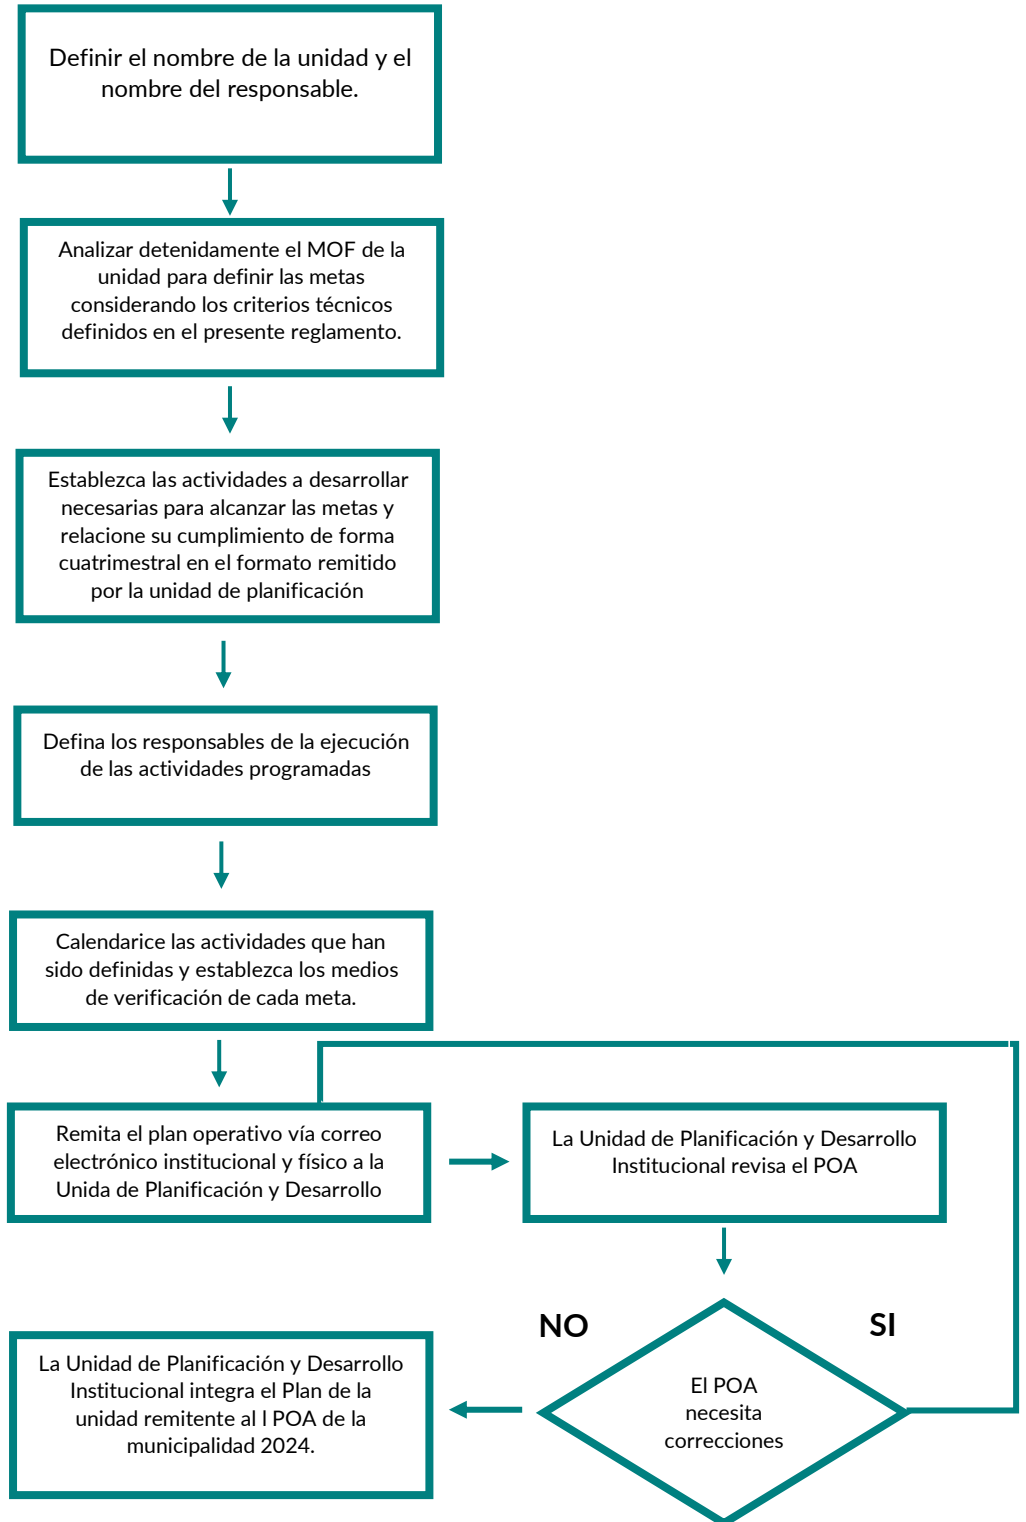 Definir el nombre de la unidad y el
nombre del responsable.
Analizar detenidamente el MOF de la
unidad para definir las metas
considerando los criterios técnicos
definidos en el presente reglamento.
Establezca las actividades a desarrollar
necesarias para alcanzar las metas y
relacione su cumplimiento de forma
cuatrimestral en el formato remitido
por la unidad de planificación
Defina los responsables de la ejecución
de las actividades programadas
Calendarice las actividades que han
sido definidas y establezca los medios
de verificación de cada meta.
Remita el plan operativo vía correo
electrónico institucional y físico a la
Unida de Planificación y Desarrollo
La Unidad de Planificación y Desarrollo
Institucional revisa el POA
NO
SI
El POA
necesita
correcciones
La Unidad de Planificación y Desarrollo
Institucional integra el Plan de la
unidad remitente al l POA de la
municipalidad 2024.